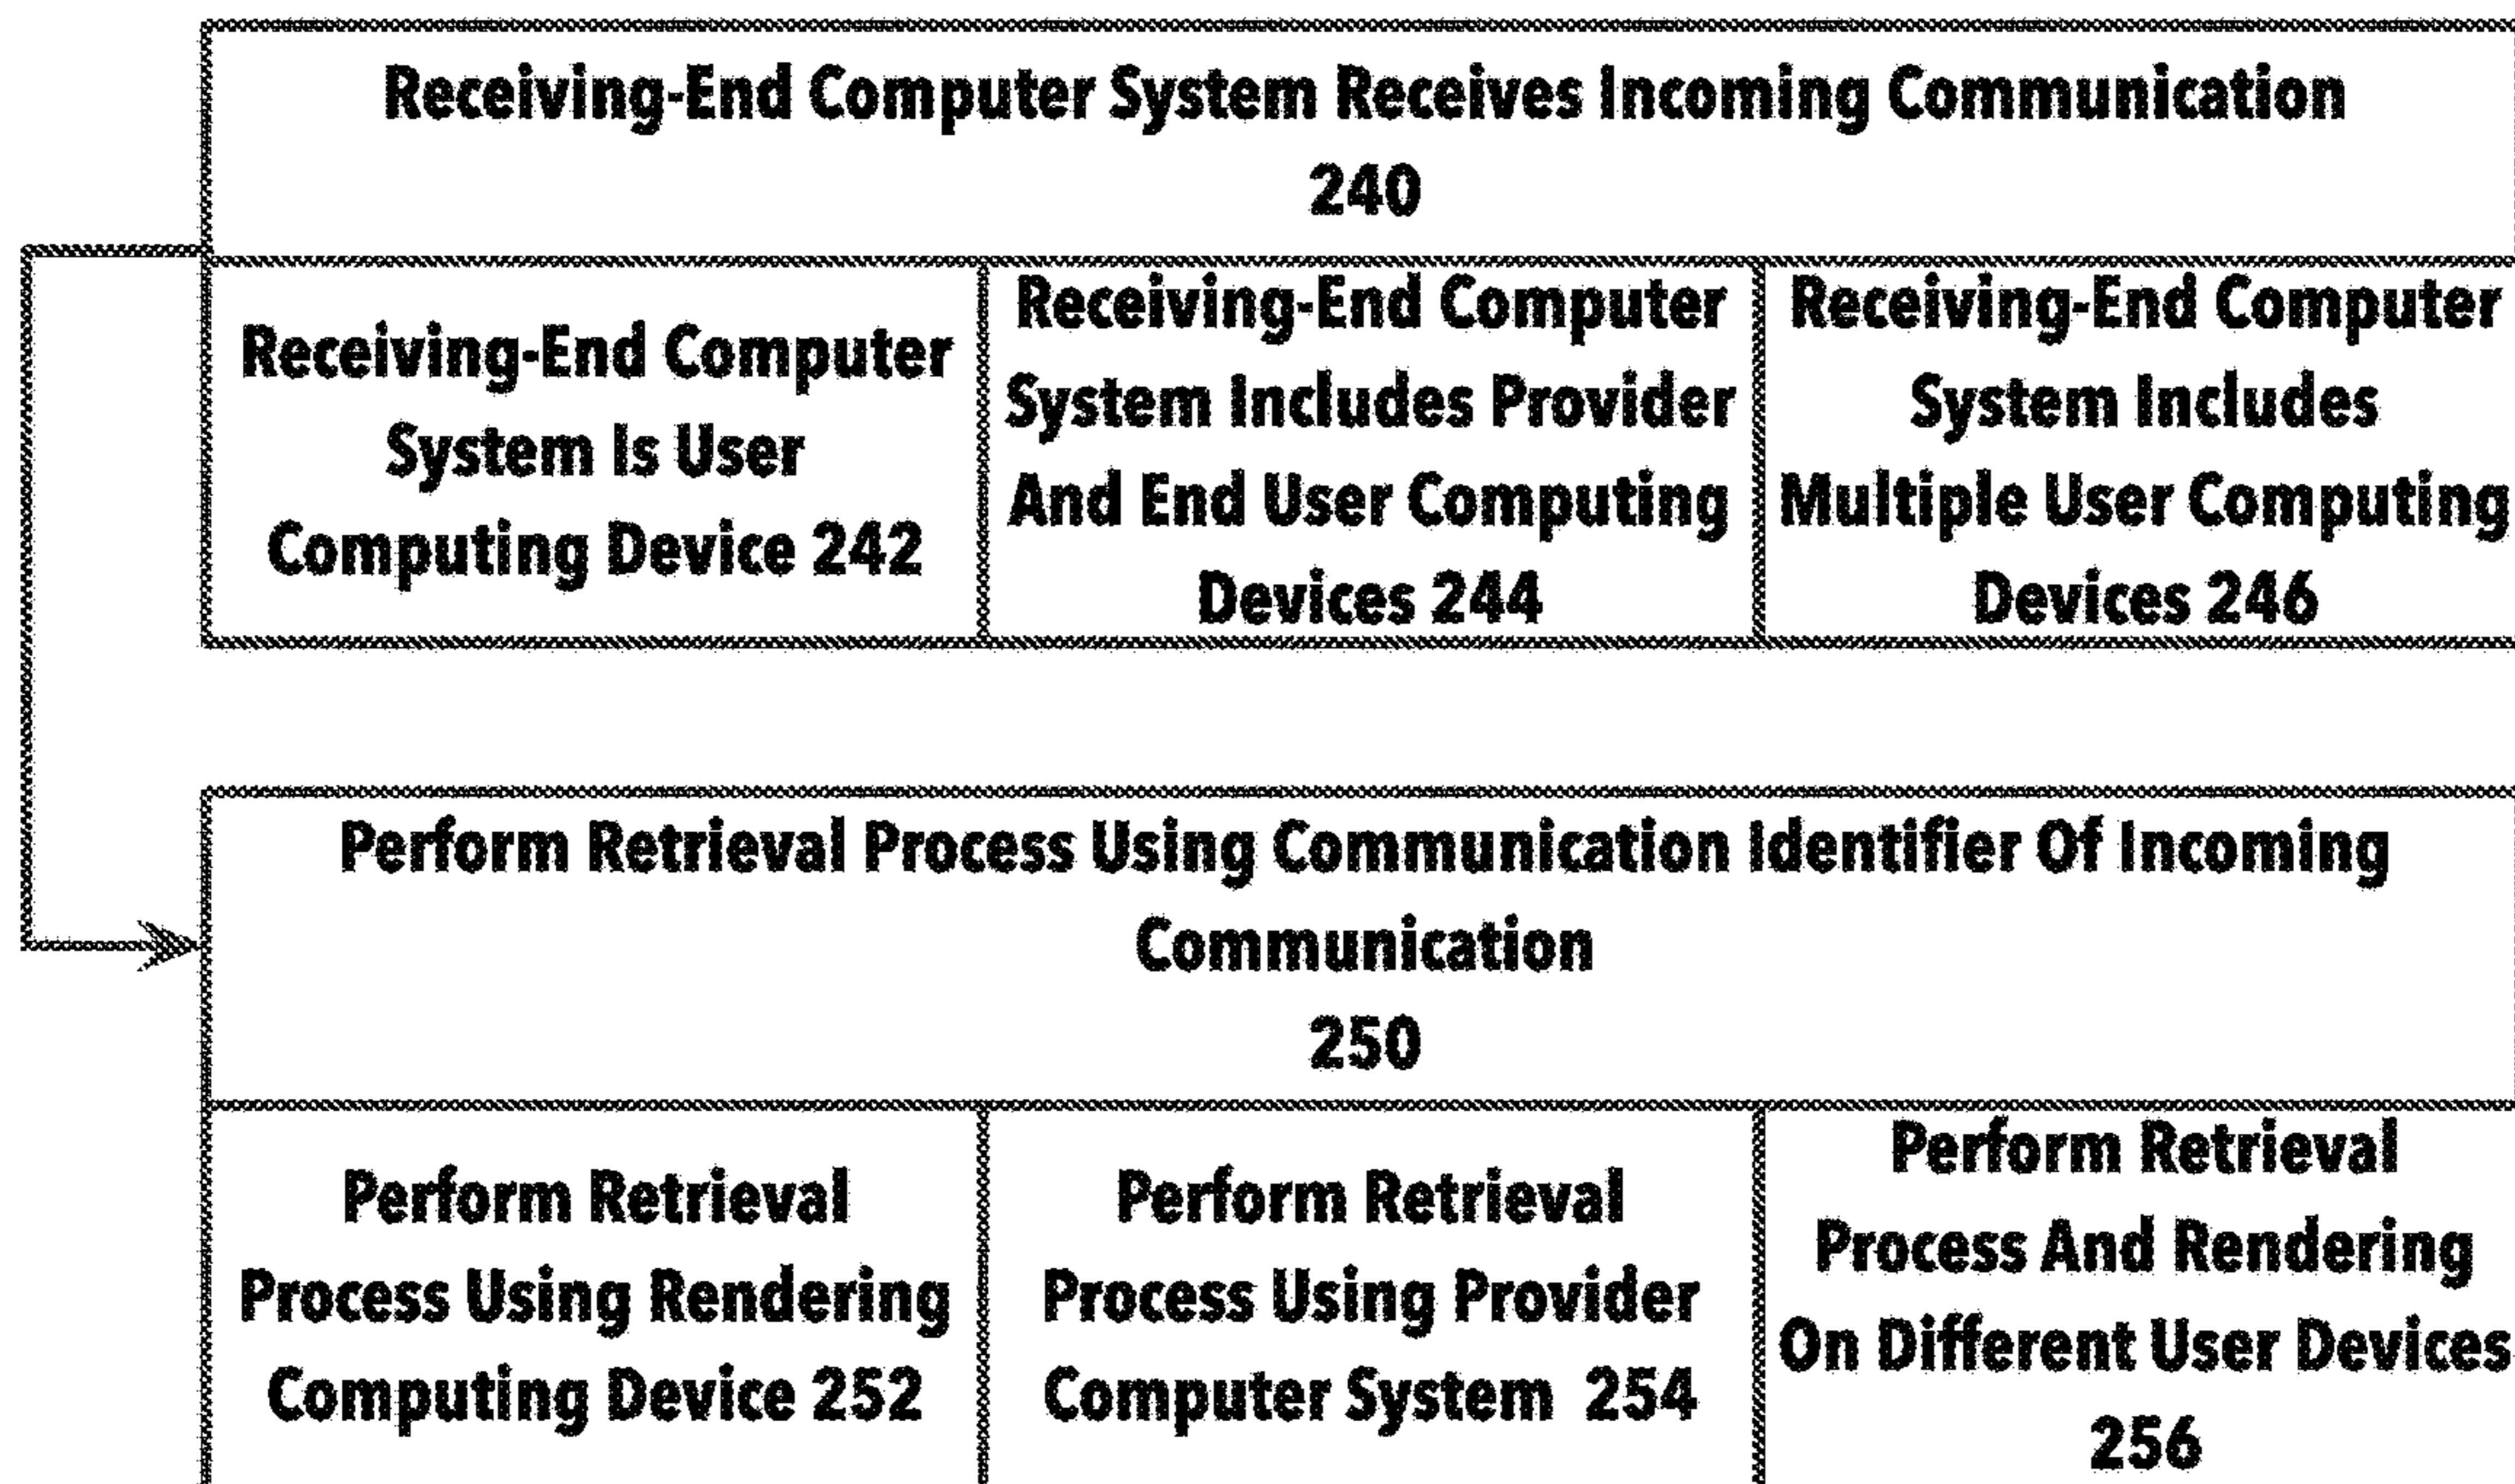 Receiving-End Computer System Receives Incoming Communication
240
Receiving-End Computer
System Is User
Computing Device 242
Receiving-End Computer
System Includes Provider
And End User Computing
Devices 244
Receiving-End Computer
System Includes
Multiple User Computing
Devices 246
Perform Retrieval Process Using Communication Identifier Of Incoming
Communication
250
Perform Retrieval
Process Using Rendering
Computing Device 252
Perform Retrieval
Process Using Provider
Computer System 254
Perform Retrieval
Process And Rendering
On Different User Devices
256